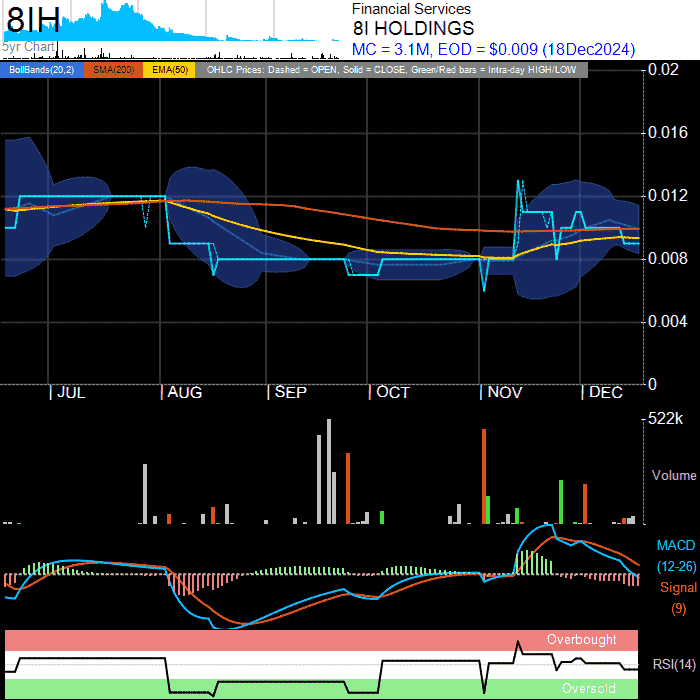 8IH
5yr Chart
Financial Services
8I HOLDINGS
MC = 3.1M, EOD = $0.009 (18Dec2024)
BollBands(20,2) SMA(200) EMA(50) OHLC Prices: Dashed = OPEN, Solid = CLOSE, Green/Red bars = Intra-day HIGH/LOW
0.02
0.016
0.012
0.008
0.004
0
JUL AUG SEP OCT NOV DEC
522k
Volume
MACD
(12-26)
Signal
(9)
Overbought
RSI(14)
Oversold